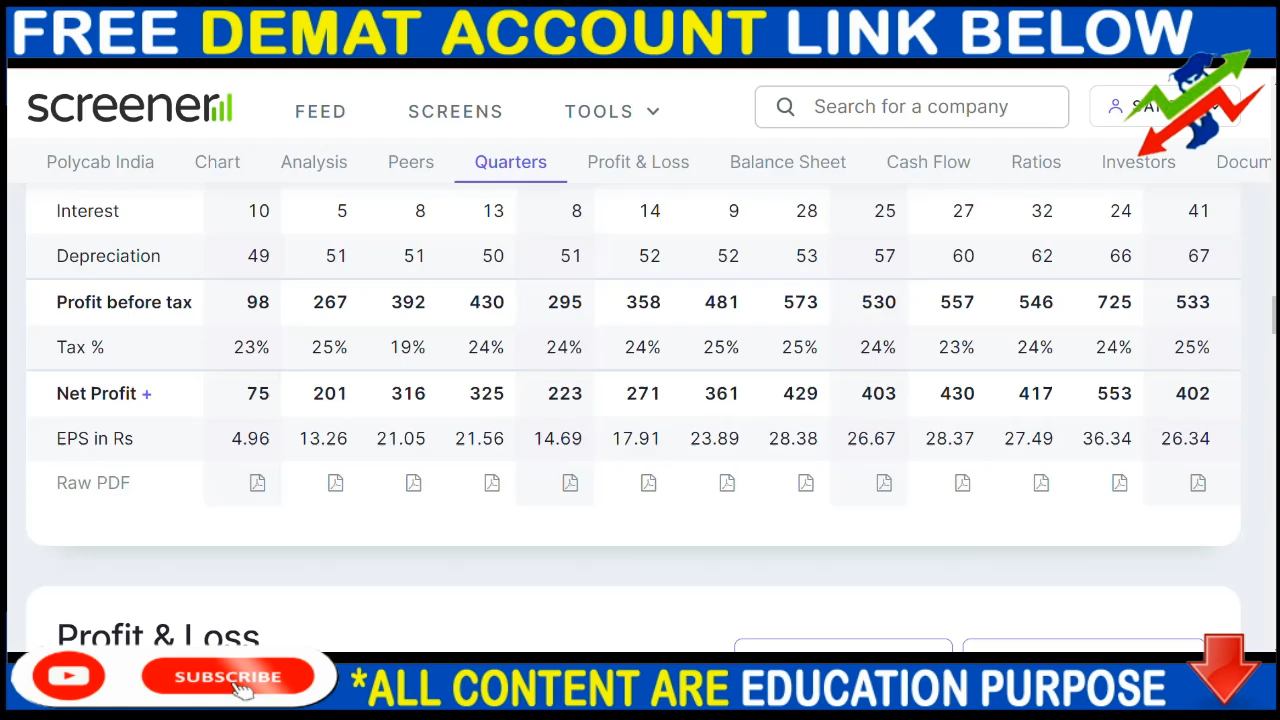 FREE DEMAT ACCOUNT LINK BELOW
screener FEED SCREENS TOOLS Search for a company
Polycab India Chart Analysis Peers Quarters Profit & Loss Balance Sheet Cash Flow Ratios Investors Docum
Interest 10 5 8 13 8 14 9 28 25 27 32 24 41
Depreciation 49 51 51 50 51 52 52 53 57 60 62 66 67
Profit before tax 98 267 392 430 295 358 481 573 530 557 546 725 533
Tax % 23% 25% 19% 24% 24% 24% 25% 25% 24% 23% 24% 24% 25%
Net Profit + 75 201 316 325 223 271 361 429 403 430 417 553 402
EPS in Rs 4.96 13.26 21.05 21.56 14.69 17.91 23.89 28.38 26.67 28.37 27.49 36.34 26.34
Raw PDF
Profit & Loss
SUBSCRIBE
*ALL CONTENT ARE EDUCATION PURPOSE